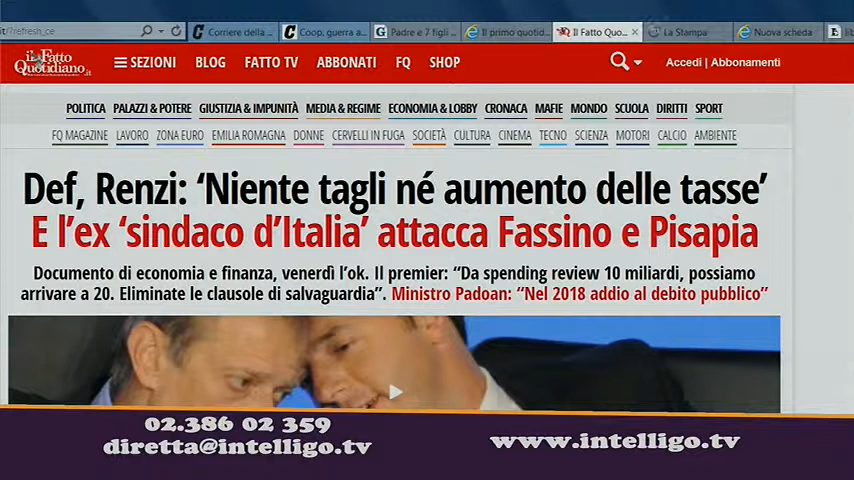 it/?refresh_ce
Corriere della ...
Coop, guerra a...
Padre e 7 figli ...
Il primo quotid...
Il Fatto Quo...
La Stampa
Nuova scheda
il Fatto
Quotidiano.it
SEZIONI
BLOG
FATTO TV
ABBONATI
FQ
SHOP
Accedi | Abbonamenti
POLITICA
PALAZZI & POTERE
GIUSTIZIA & IMPUNITÀ
MEDIA & REGIME
ECONOMIA & LOBBY
CRONACA
MAFIE
MONDO
SCUOLA
DIRITTI
SPORT
FQ MAGAZINE
LAVORO
ZONA EURO
EMILIA ROMAGNA
DONNE
CERVELLI IN FUGA
SOCIETÀ
CULTURA
CINEMA
TECNO
SCIENZA
MOTORI
CALCIO
AMBIENTE
Def, Renzi: ‘Niente tagli né aumento delle tasse’
E l’ex ‘sindaco d’Italia’ attacca Fassino e Pisapia
Documento di economia e finanza, venerdì l’ok. Il premier: “Da spending review 10 miliardi, possiamo
arrivare a 20. Eliminate le clausole di salvaguardia”. Ministro Padoan: “Nel 2018 addio al debito pubblico”
02.386 02 359
diretta@intelligo.tv
www.intelligo.tv